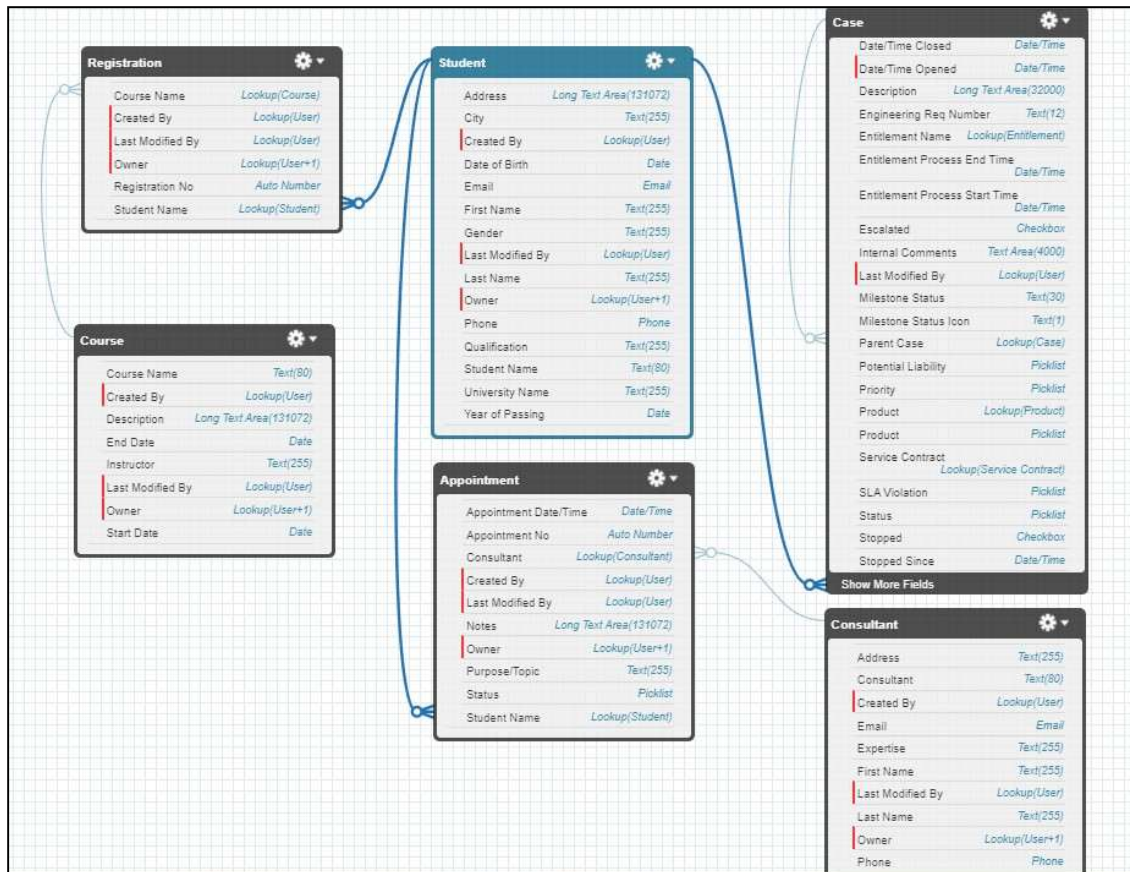 Registration
Course Name Lookup(Course)
Created By Lookup(User)
Last Modified By Lookup(User)
Owner Lookup(User+1)
Registration No Auto Number
Student Name Lookup(Student)
Course
Course Name Text(80)
Created By Lookup(User)
Description Long Text Area(131072)
End Date Date
Instructor Text(255)
Last Modified By Lookup(User)
Owner Lookup(User+1)
Start Date Date
Student
Address Long Text Area(131072)
City Text(255)
Created By Lookup(User)
Date of Birth Date
Email Email
First Name Text(255)
Gender Text(255)
Last Modified By Lookup(User)
Last Name Text(255)
Owner Lookup(User+1)
Phone Phone
Qualification Text(255)
Student Name Text(80)
University Name Text(255)
Year of Passing Date
Appointment
Appointment Date/Time Date/Time
Appointment No Auto Number
Consultant Lookup(Consultant)
Created By Lookup(User)
Last Modified By Lookup(User)
Notes Long Text Area(131072)
Owner Lookup(User+1)
Purpose/Topic Text(255)
Status Picklist
Student Name Lookup(Student)
Case
Date/Time Closed Date/Time
Date/Time Opened Date/Time
Description Long Text Area(32000)
Engineering Req Number Text(12)
Entitlement Name Lookup(Entitlement)
Entitlement Process End Time
Date/Time
Entitlement Process Start Time
Date/Time
Escalated Checkbox
Internal Comments Text Area(4000)
Last Modified By Lookup(User)
Milestone Status Text(30)
Milestone Status Icon Text(1)
Parent Case Lookup(Case)
Potential Liability Picklist
Priority Picklist
Product Lookup(Product)
Product Picklist
Service Contract
Lookup(Service Contract)
SLA Violation Picklist
Status Picklist
Stopped Checkbox
Stopped Since Date/Time
Show More Fields
Consultant
Address Text(255)
Consultant Text(80)
Created By Lookup(User)
Email Email
Expertise Text(255)
First Name Text(255)
Last Modified By Lookup(User)
Last Name Text(255)
Owner Lookup(User+1)
Phone Phone